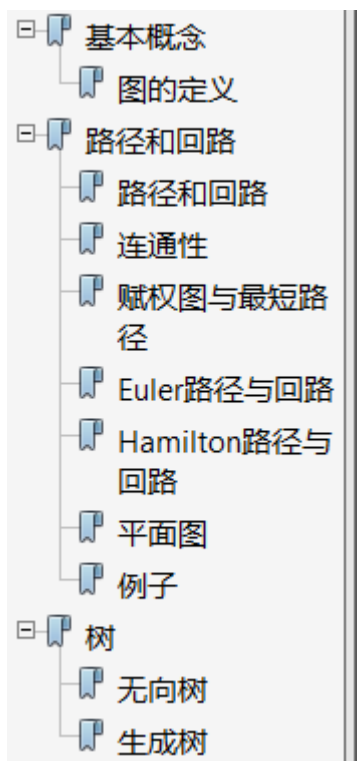 基本概念
图的定义
路径和回路
路径和回路
连通性
赋权图与最短路
径
Euler路径与回路
Hamilton路径与
回路
平面图
例子
树
无向树
生成树